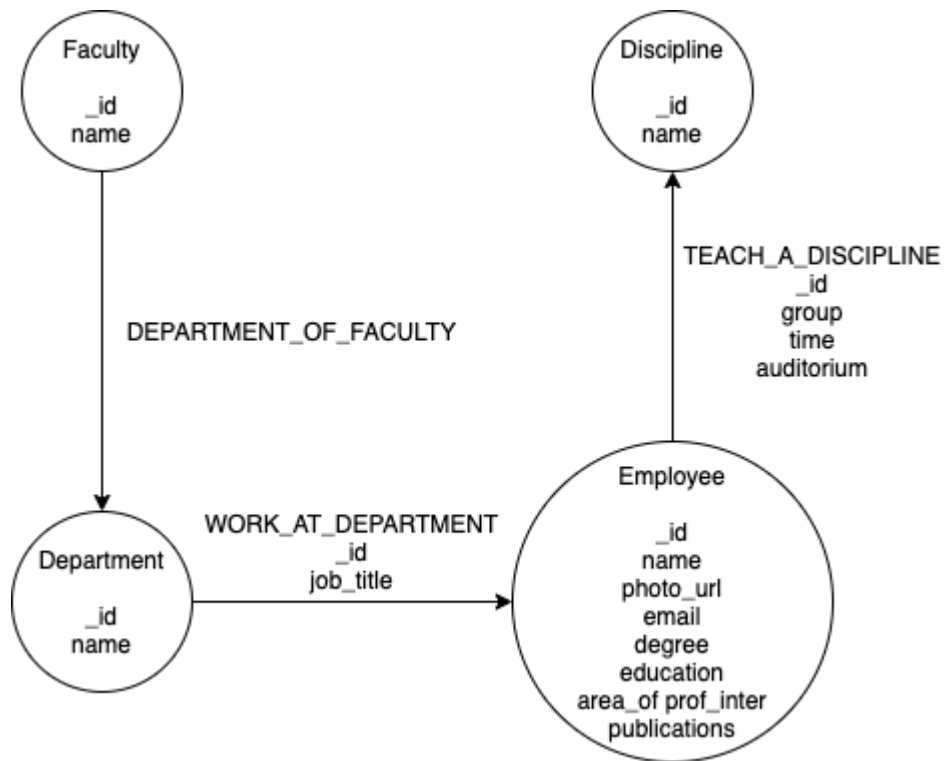 Faculty
_id
name
Discipline
_id
name
DEPARTMENT_OF_FACULTY
TEACH_A_DISCIPLINE
_id
group
time
auditorium
Department
_id
name
WORK_AT_DEPARTMENT
_id
job_title
Employee
_id
name
photo_url
email
degree
education
area_of prof_inter
publications